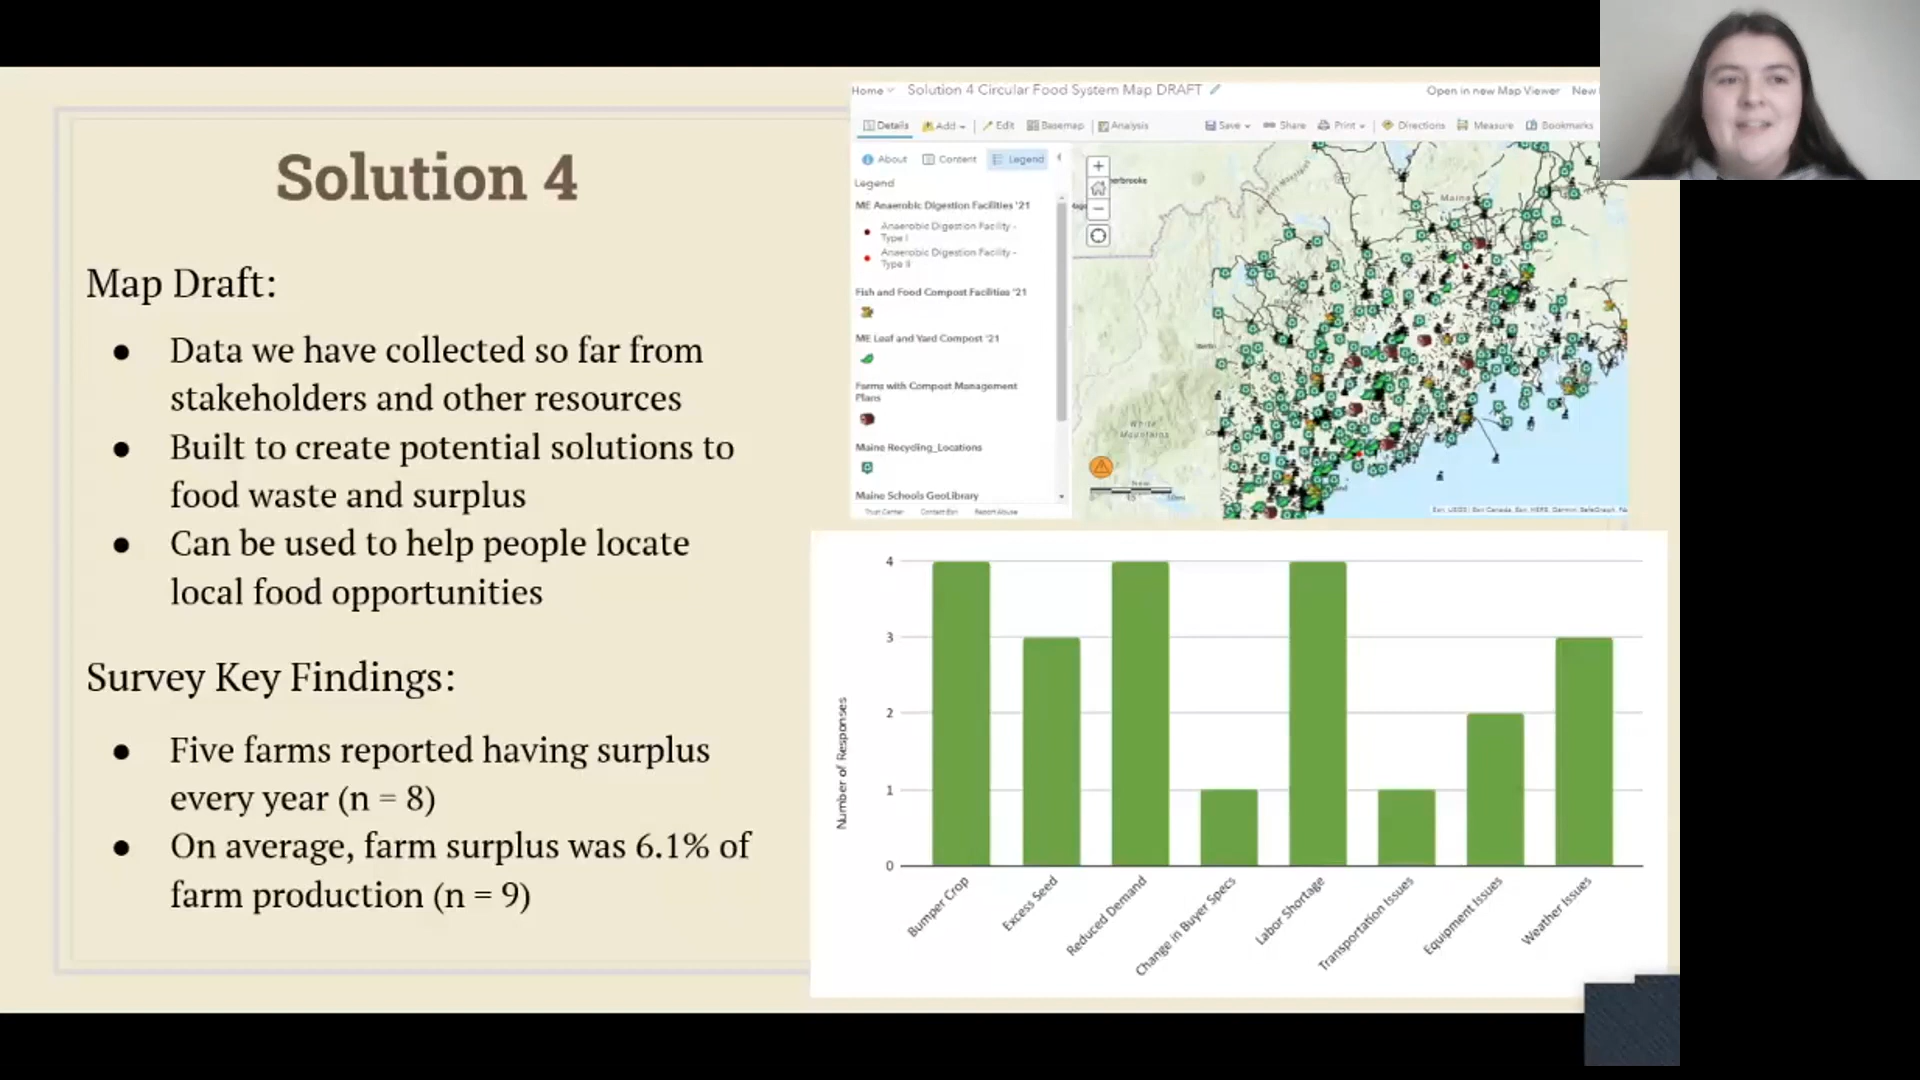 Solution 4
Map Draft:
● Data we have collected so far from
stakeholders and other resources
● Built to create potential solutions to
food waste and surplus
● Can be used to help people locate
local food opportunities
Survey Key Findings:
● Five farms reported having surplus
every year (n = 8)
● On average, farm surplus was 6.1% of
farm production (n = 9)
Home Solution 4 Circular Food System Map DRAFT Open in new Map Viewer New
Details Add Edit Basemap Analysis Save Share Print Directions Measure Bookmarks
About Content Legend
Legend
ME Anaerobic Digestion Facilities '21
Anaerobic Digestion Facility -
Type I
Anaerobic Digestion Facility -
Type II
Fish and Food Compost Facilities '21
ME Leaf and Yard Compost '21
Farms with Compost Management
Plans
Maine Recycling_Locations
Maine Schools GeoLibrary
Trust Center Contact Esri Report Abuse
erbrooke
Maine
Berlin
White
Mountains
Number of Responses
4
3
2
1
0
Bumper Crop
Excess Seed
Reduced Demand
Change in Buyer Specs
Labor Shortage
Transportation Issues
Equipment Issues
Weather Issues